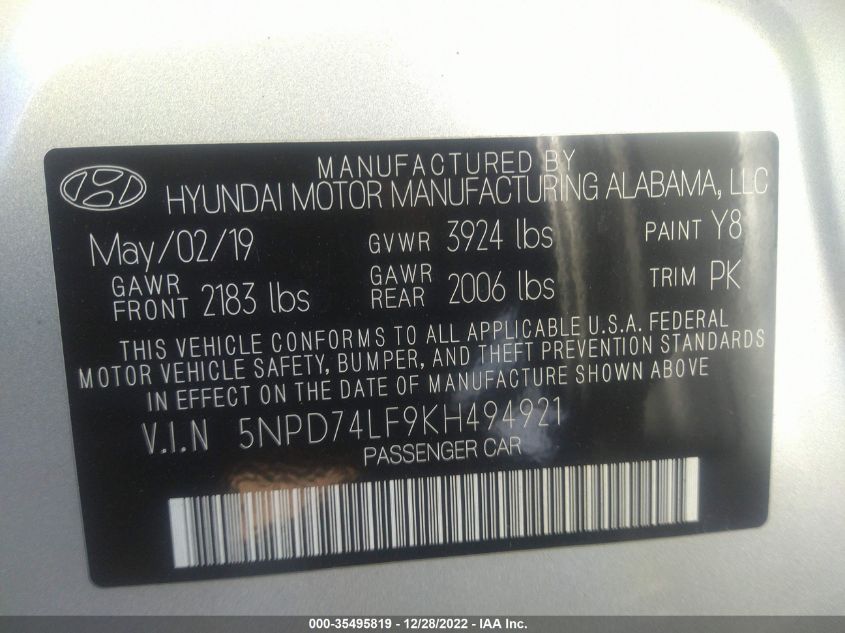 MANUFACTURED BY
HYUNDAI MOTOR MANUFACTURING ALABAMA, LLC
May/02/19 GVWR 3924 lbs PAINT Y8
GAWR FRONT 2183 lbs GAWR REAR 2006 lbs TRIM PK
THIS VEHICLE CONFORMS TO ALL APPLICABLE U.S.A. FEDERAL
MOTOR VEHICLE SAFETY, BUMPER, AND THEFT PREVENTION STANDARDS
IN EFFECT ON THE DATE OF MANUFACTURE SHOWN ABOVE
V.I.N 5NPD74LF9KH494921
PASSENGER CAR
000-35495819 - 12/28/2022 - IAA Inc.